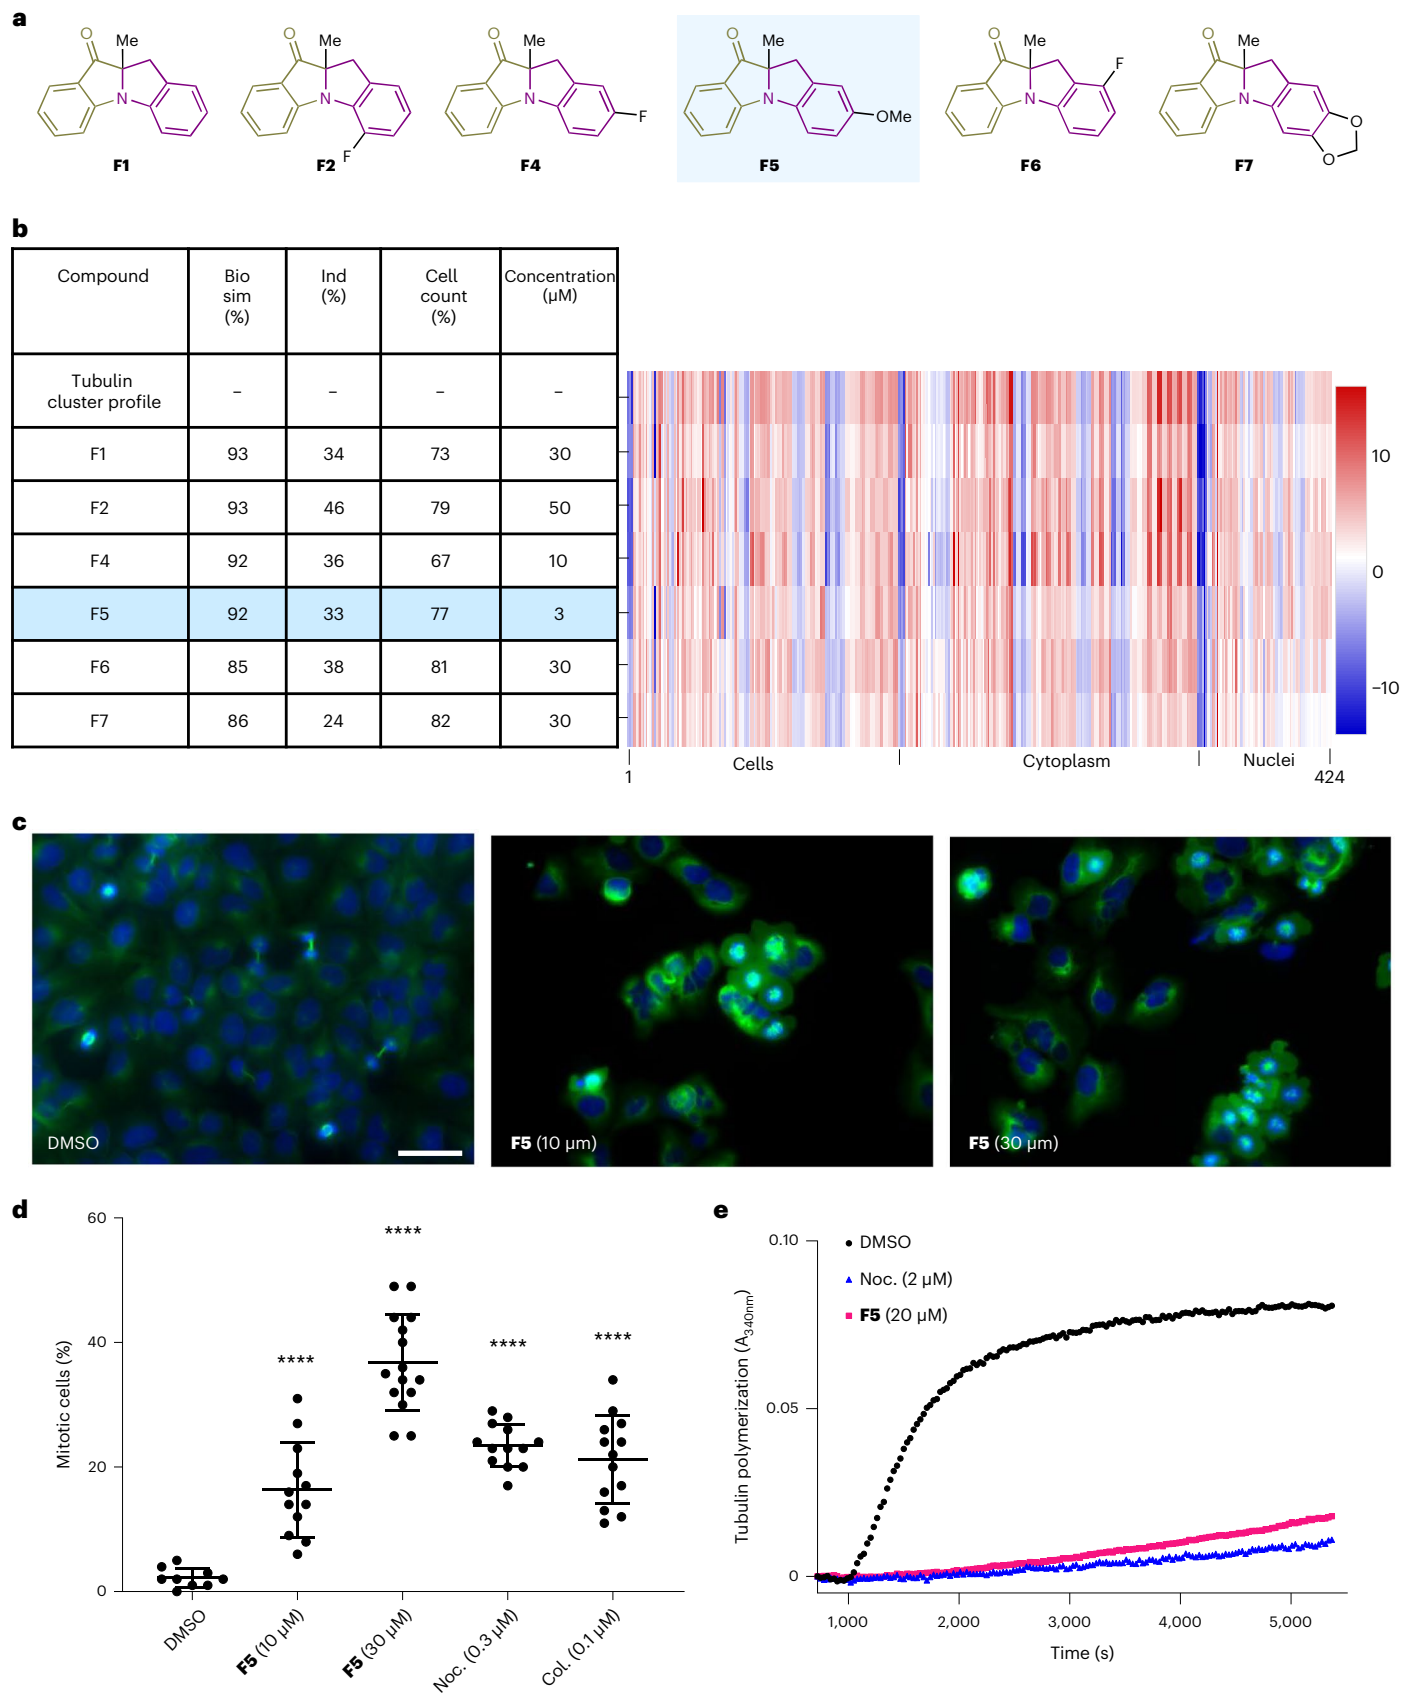 a
O
Me
N
F1
O
Me
N
F
F2
O
Me
N
F
F4
O
Me
N
OMe
F5
O
Me
N
F
F6
O
Me
N
O
O
F7
b
Compound
Bio
sim
(%)
Ind
(%)
Cell
count
(%)
Concentration
(µM)
Tubulin
cluster profile
– – – –
F1 93 34 73 30
F2 93 46 79 50
F4 92 36 67 10
F5 92 33 77 3
F6 85 38 81 30
F7 86 24 82 30
10
0
–10
Cells
Cytoplasm
Nuclei
1
424
c
DMSO
F5 (10 µm)
F5 (30 µm)
d
60
40
20
0
Mitotic cells (%)
****
****
****
****
DMSO
F5 (10 µM)
F5 (30 µM)
Noc. (0.3 µM)
Col. (0.1 µM)
e
0.10
0.05
0
Tubulin polymerization (A340nm)
DMSO
Noc. (2 µM)
F5 (20 µM)
1,000
2,000
3,000
4,000
5,000
Time (s)